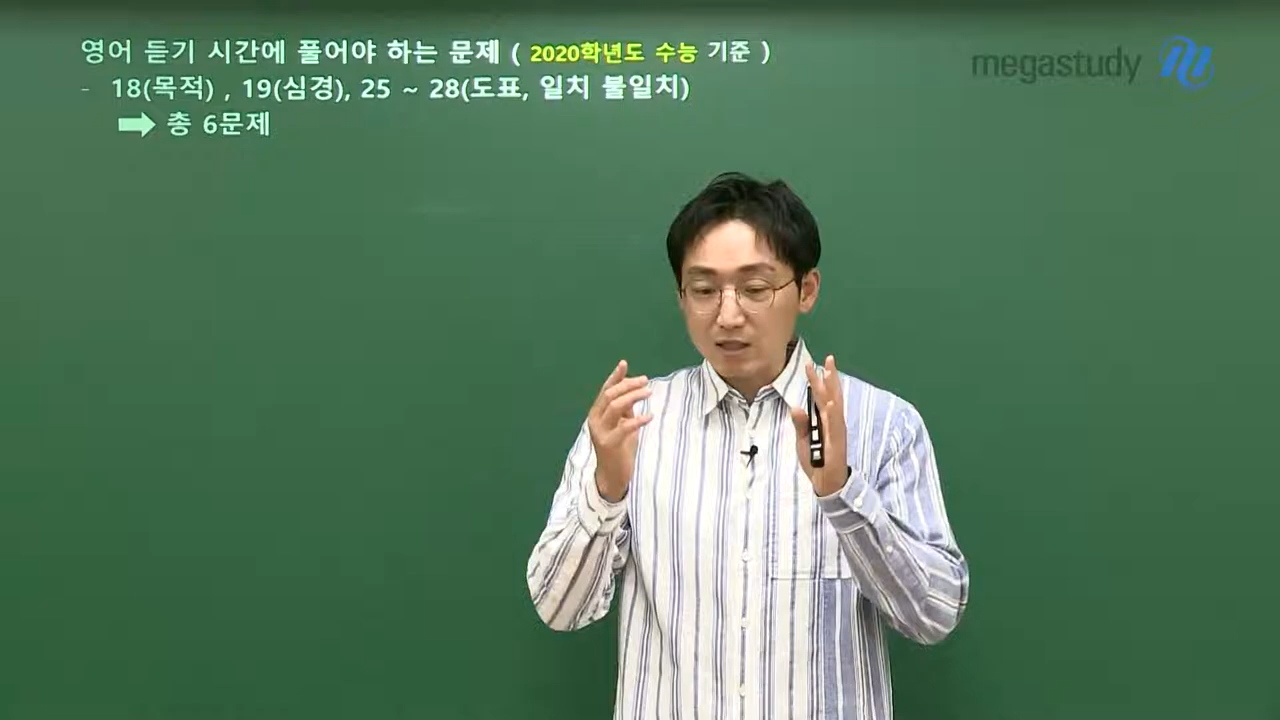 영어 듣기 시간에 풀어야 하는 문제 ( 2020학년도 수능 기준 )
megastudy
- 18(목적) , 19(심경), 25 ~ 28(도표, 일치 불일치)
➡ 총 6문제